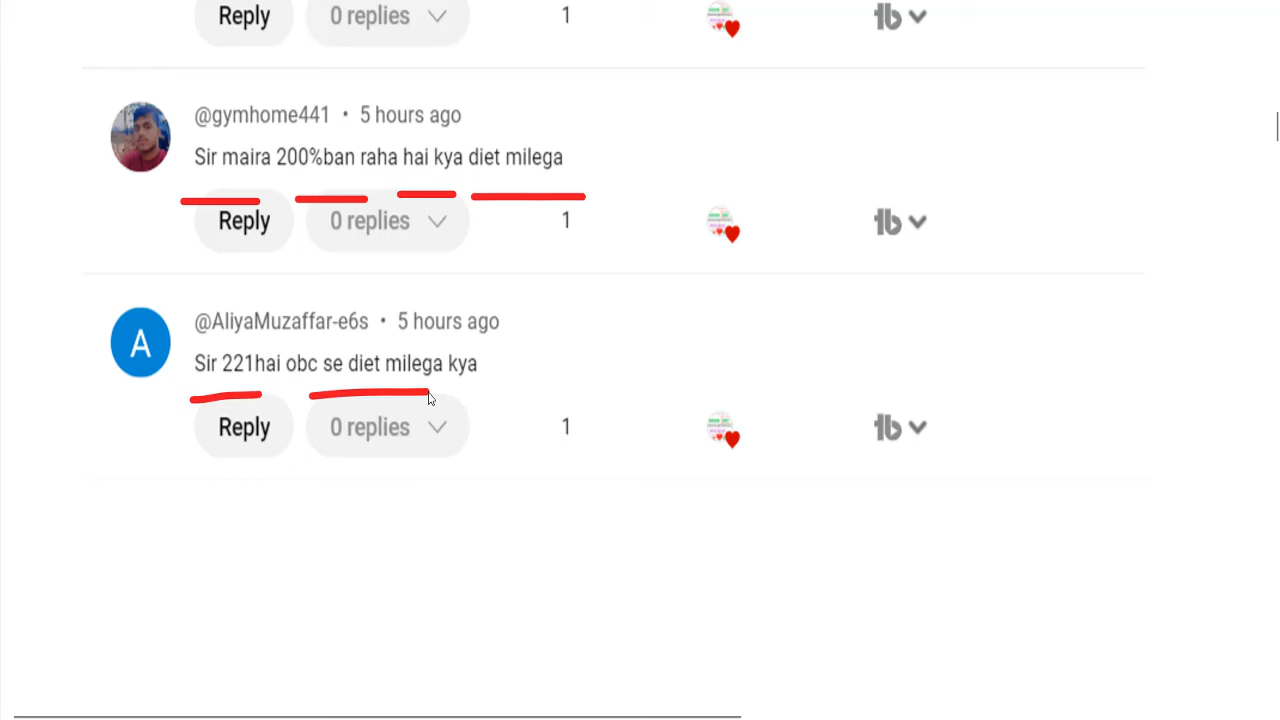 Reply 0 replies 1
@gymhome441 • 5 hours ago
Sir maira 200%ban raha hai kya diet milega
Reply 0 replies 1
A
@AliyaMuzaffar-e6s • 5 hours ago
Sir 221hai obc se diet milega kya
Reply 0 replies 1